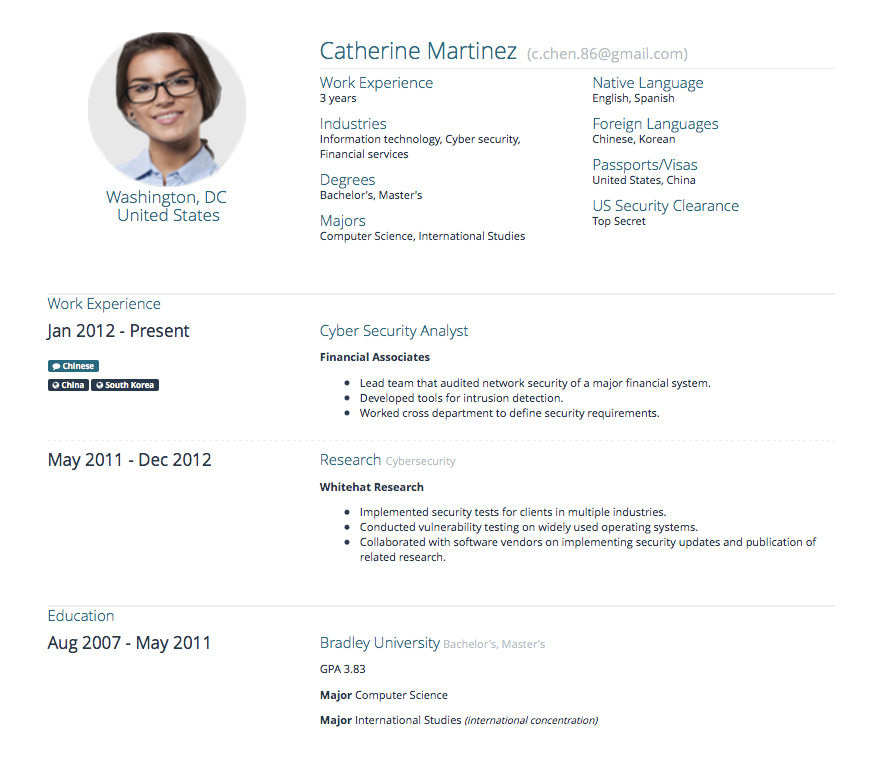 Catherine Martinez (c.chen.86@gmail.com)
Washington, DC
United States
Work Experience
3 years
Industries
Information technology, Cyber security,
Financial services
Degrees
Bachelor's, Master's
Majors
Computer Science, International Studies
Native Language
English, Spanish
Foreign Languages
Chinese, Korean
Passports/Visas
United States, China
US Security Clearance
Top Secret
Work Experience
Jan 2012 - Present
Chinese
China South Korea
Cyber Security Analyst
Financial Associates
Lead team that audited network security of a major financial system.
Developed tools for intrusion detection.
Worked cross department to define security requirements.
May 2011 - Dec 2012
Research Cybersecurity
Whitehat Research
Implemented security tests for clients in multiple industries.
Conducted vulnerability testing on widely used operating systems.
Collaborated with software vendors on implementing security updates and publication of
related research.
Education
Aug 2007 - May 2011
Bradley University Bachelor's, Master's
GPA 3.83
Major Computer Science
Major International Studies (international concentration)